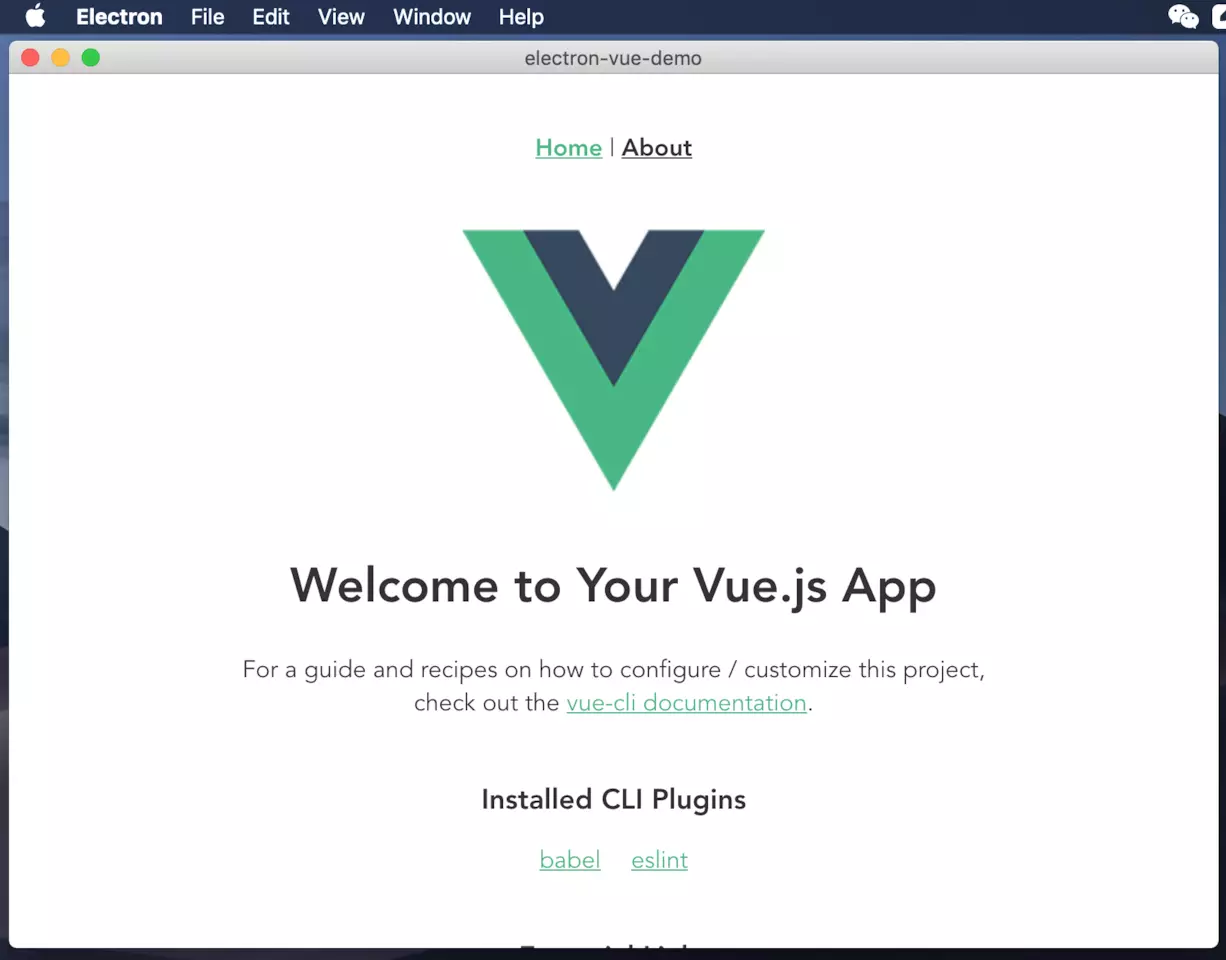 Electron File Edit View Window Help
electron-vue-demo
Home | About
Welcome to Your Vue.js App
For a guide and recipes on how to configure / customize this project,
check out the vue-cli documentation.
Installed CLI Plugins
babel eslint